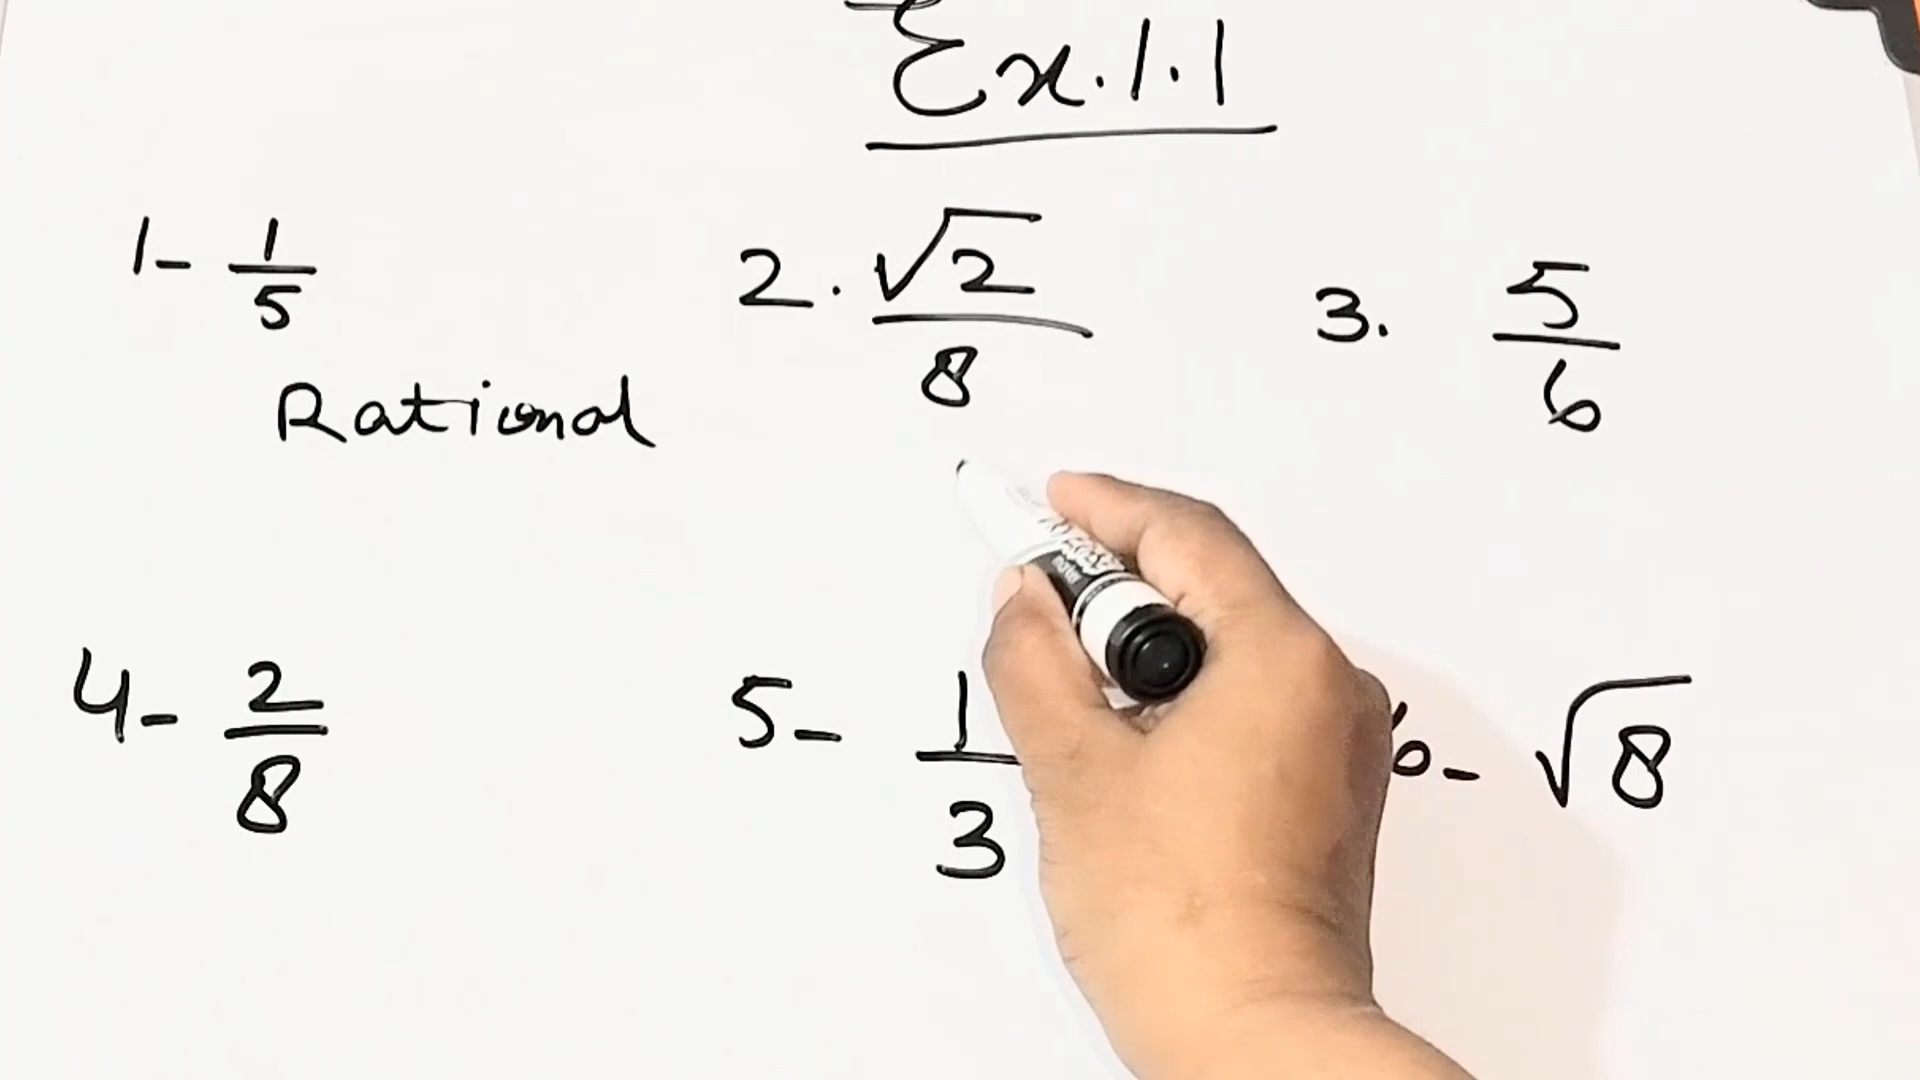 Ex.1.1
1- 1/5
Rational
2. √2/8
3. 5/6
4- 2/8
5- 1/3
6- √8
marker